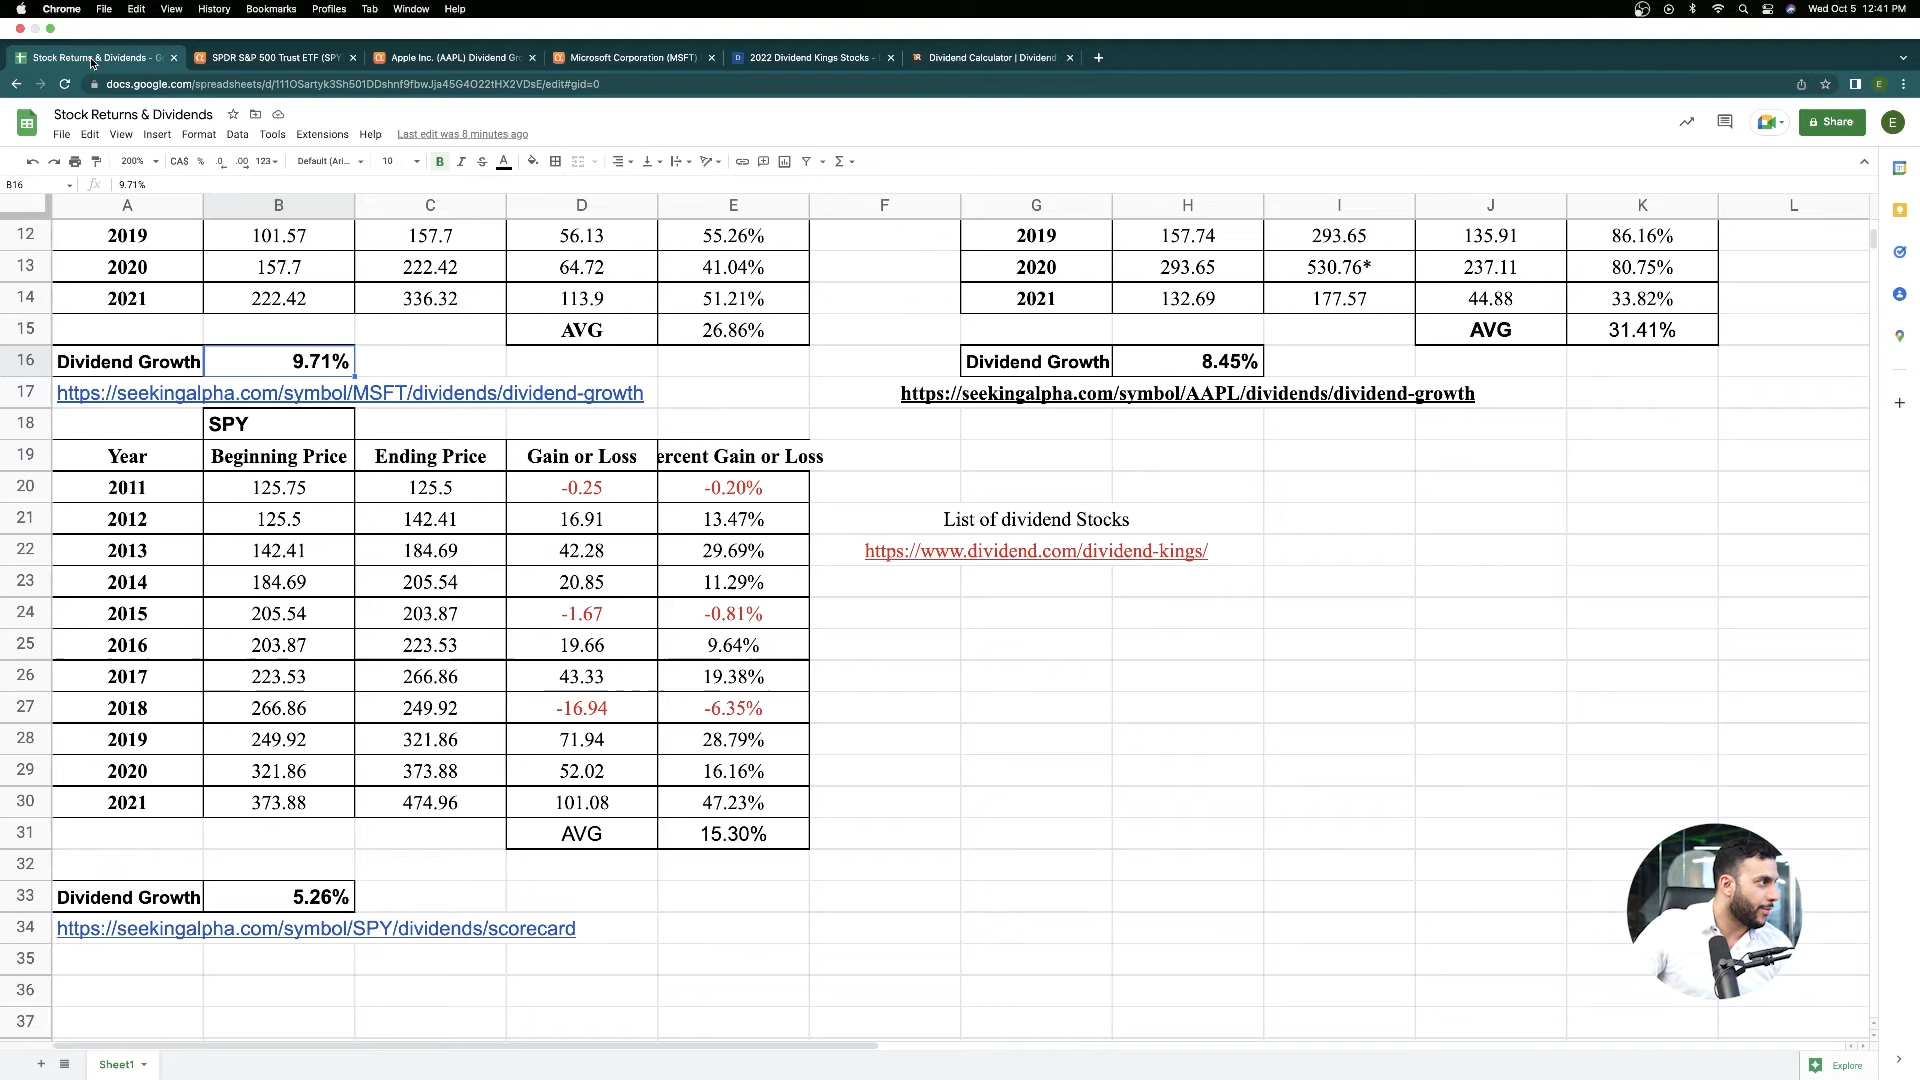 Chrome File Edit View History Bookmarks Profiles Tab Window Help Wed Oct 5 12:41 PM
Stock Returns & Dividends - G SPDR S&P 500 Trust ETF (SPY Apple Inc. (AAPL) Dividend Gr Microsoft Corporation (MSFT) 2022 Dividend Kings Stocks - Dividend Calculator | Dividend
docs.google.com/spreadsheets/d/111OSartyk3Sh501DDshnf9fbwJja45G4O22tHX2VDsE/edit#gid=0
Stock Returns & Dividends
File Edit View Insert Format Data Tools Extensions Help Last edit was 8 minutes ago
Share E
200% CA$ % .0 .00 123 Default (Ari... 10 B I S A
B16 fx 9.71%
A B C D E F G H I J K L
12 2019 101.57 157.7 56.13 55.26% 2019 157.74 293.65 135.91 86.16%
13 2020 157.7 222.42 64.72 41.04% 2020 293.65 530.76* 237.11 80.75%
14 2021 222.42 336.32 113.9 51.21% 2021 132.69 177.57 44.88 33.82%
15 AVG 26.86% AVG 31.41%
16 Dividend Growth 9.71% Dividend Growth 8.45%
17 https://seekingalpha.com/symbol/MSFT/dividends/dividend-growth https://seekingalpha.com/symbol/AAPL/dividends/dividend-growth
18 SPY
19 Year Beginning Price Ending Price Gain or Loss ercent Gain or Loss
20 2011 125.75 125.5 -0.25 -0.20%
21 2012 125.5 142.41 16.91 13.47% List of dividend Stocks
22 2013 142.41 184.69 42.28 29.69% https://www.dividend.com/dividend-kings/
23 2014 184.69 205.54 20.85 11.29%
24 2015 205.54 203.87 -1.67 -0.81%
25 2016 203.87 223.53 19.66 9.64%
26 2017 223.53 266.86 43.33 19.38%
27 2018 266.86 249.92 -16.94 -6.35%
28 2019 249.92 321.86 71.94 28.79%
29 2020 321.86 373.88 52.02 16.16%
30 2021 373.88 474.96 101.08 47.23%
31 AVG 15.30%
32
33 Dividend Growth 5.26%
34 https://seekingalpha.com/symbol/SPY/dividends/scorecard
35
36
37
Sheet1 Explore